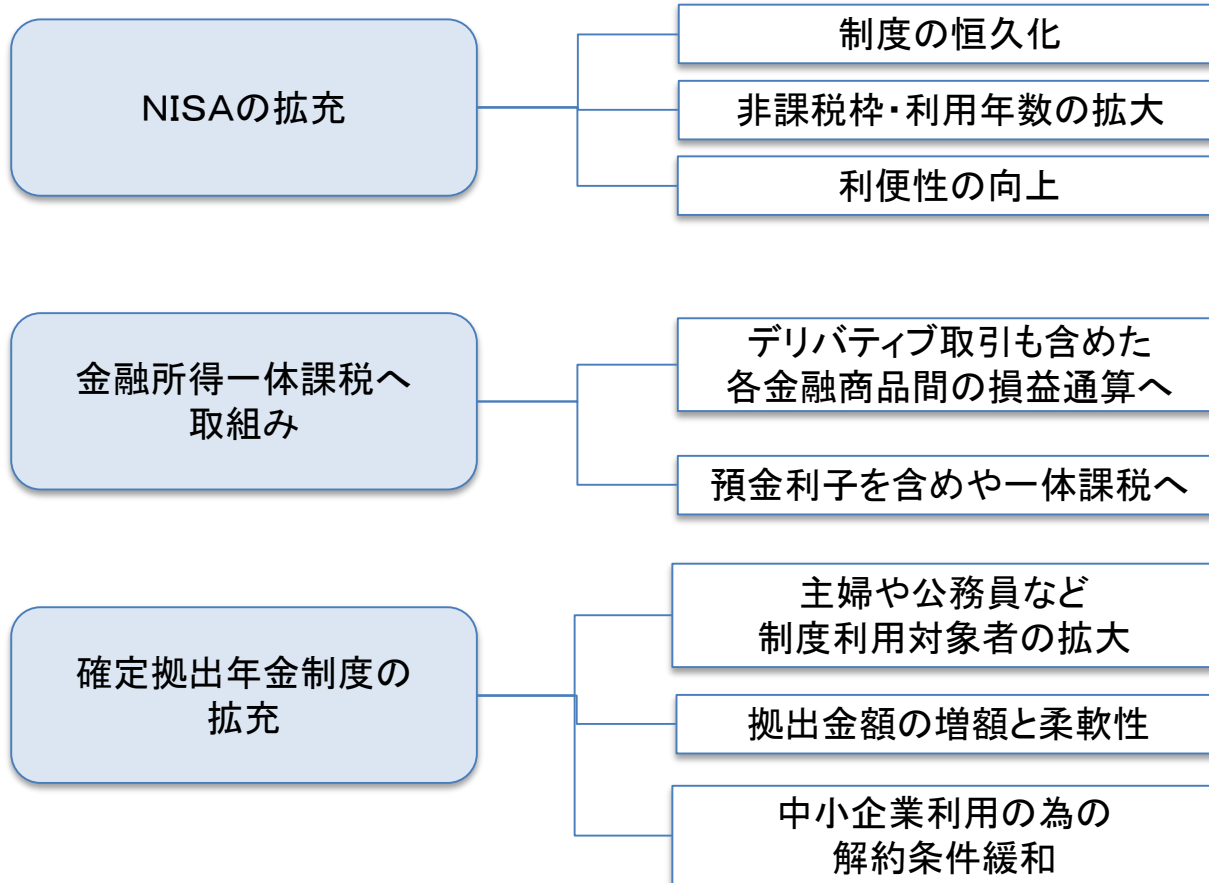 NISAの拡充
制度の恒久化
非課税枠・利用年数の拡大
利便性の向上
金融所得一体課税へ
取組み
デリバティブ取引も含めた
各金融商品間の損益通算へ
預金利子を含めや一体課税へ
確定拠出年金制度の
拡充
主婦や公務員など
制度利用対象者の拡大
拠出金額の増額と柔軟性
中小企業利用の為の
解約条件緩和